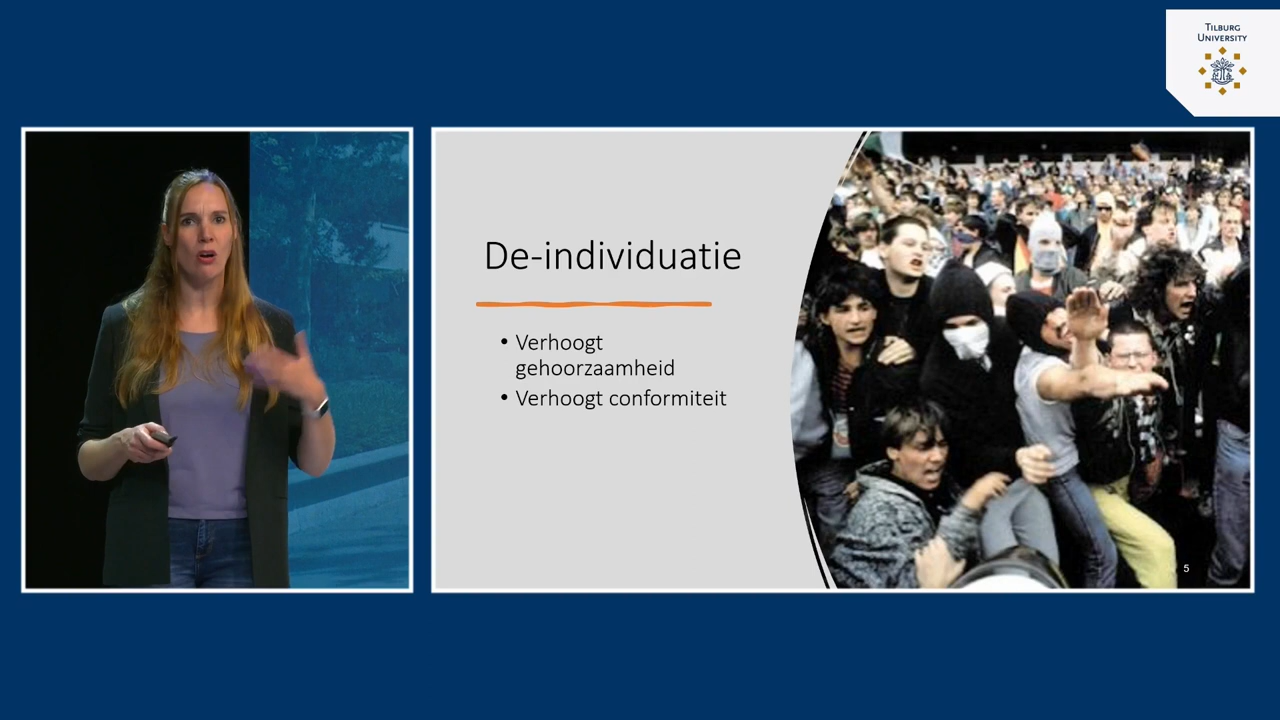 TILBURG
UNIVERSITY
De-individuatie
• Verhoogt
gehoorzaamheid
• Verhoogt conformiteit
5